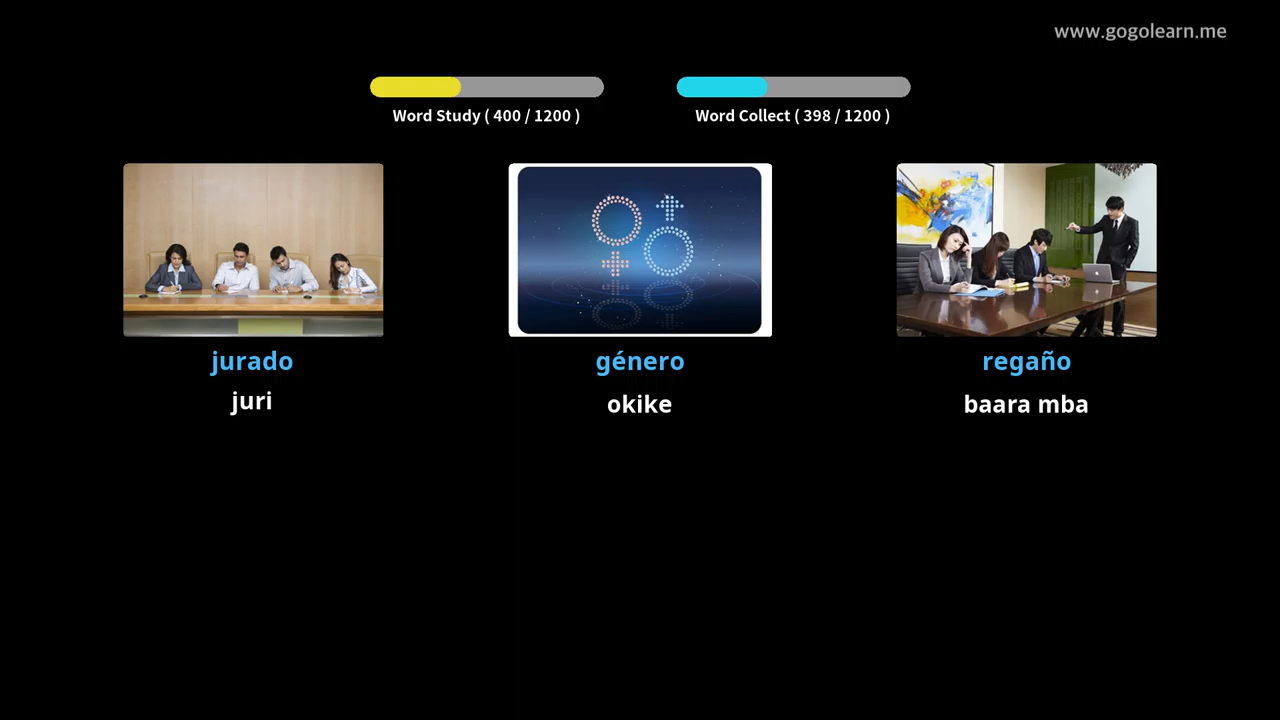 www.gogolearn.me
Word Study ( 400 / 1200 )
Word Collect ( 398 / 1200 )
jurado
género
regaño
juri
okike
baara mba